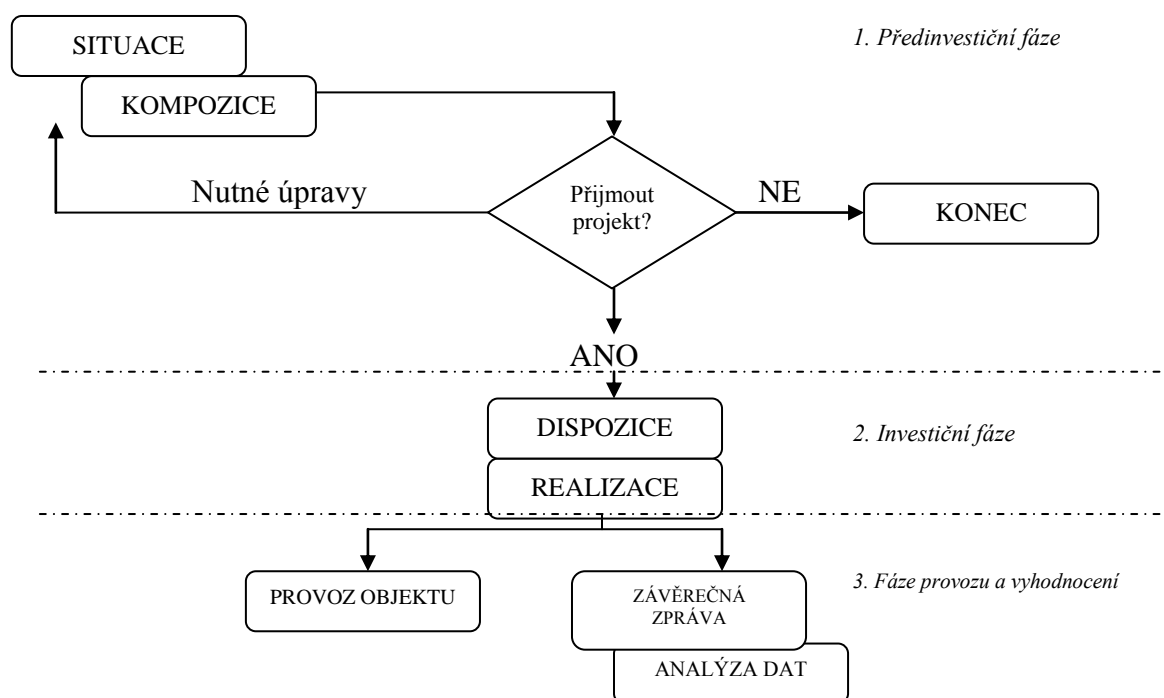 1. Předinvestiční fáze
SITUACE
KOMPOZICE
Nutné úpravy
Přijmout
projekt?
NE
KONEC
ANO
DISPOZICE
2. Investiční fáze
REALIZACE
PROVOZ OBJEKTU
ZÁVĚREČNÁ
ZPRÁVA
3. Fáze provozu a vyhodnocení
ANALÝZA DAT